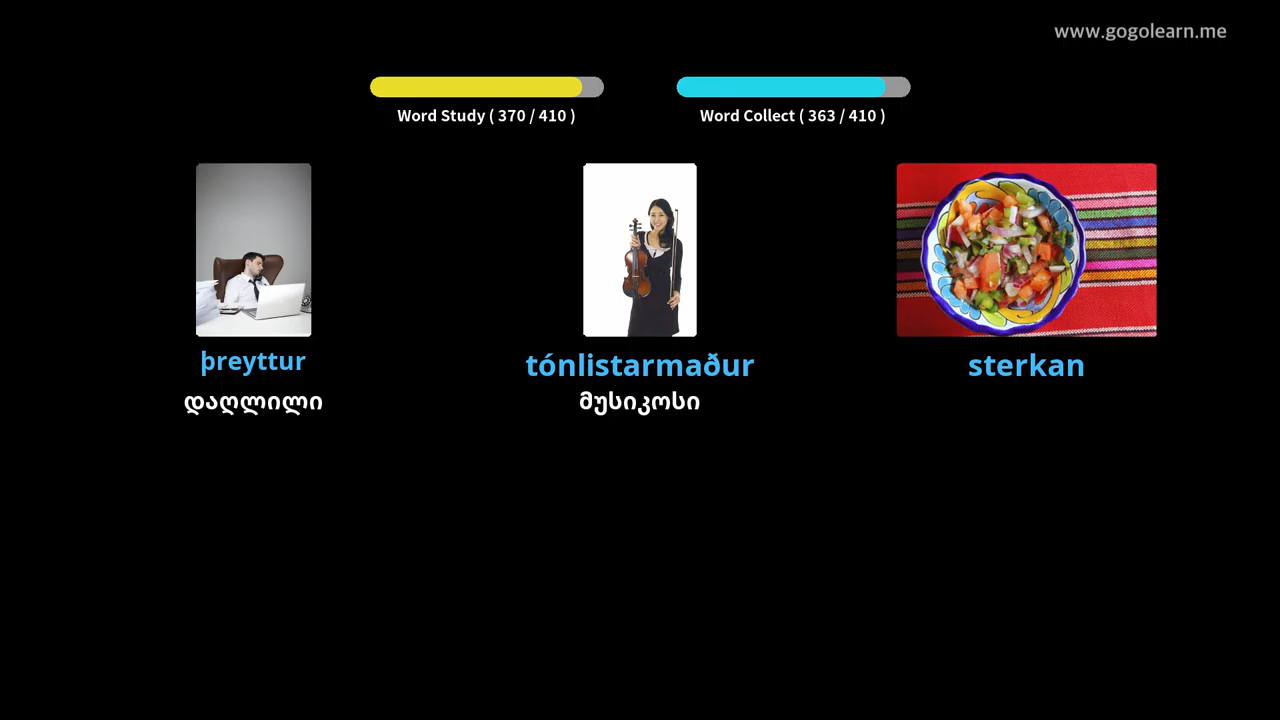 www.gogolearn.me
Word Study ( 370 / 410 )
Word Collect ( 363 / 410 )
þreyttur
tónlistarmaður
sterkan
დაღლილი
მუსიკოსი